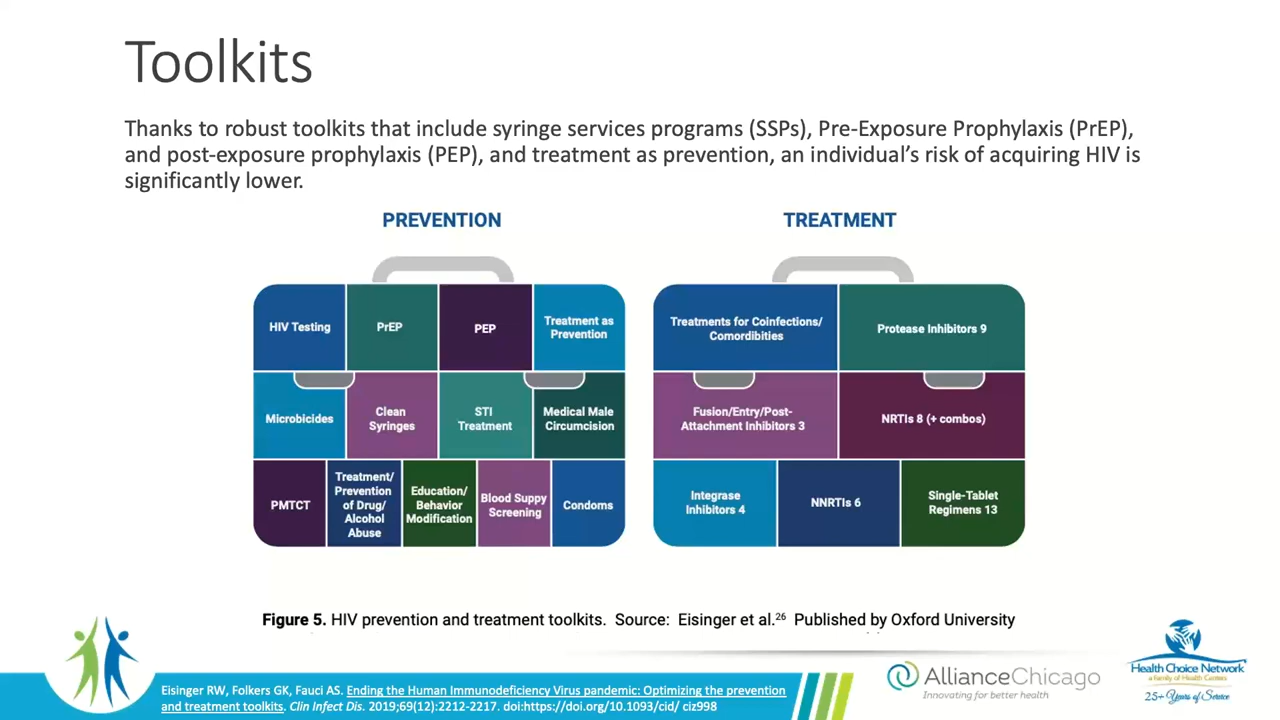 Toolkits
Thanks to robust toolkits that include syringe services programs (SSPs), Pre-Exposure Prophylaxis (PrEP),
and post-exposure prophylaxis (PEP), and treatment as prevention, an individual’s risk of acquiring HIV is
significantly lower.
PREVENTION
HIV Testing
PrEP
PEP
Treatment as
Prevention
Microbicides
Clean
Syringes
STI
Treatment
Medical Male
Circumcision
PMTCT
Treatment/
Prevention
of Drug/
Alcohol
Abuse
Education/
Behavior
Modification
Blood Suppy
Screening
Condoms
TREATMENT
Treatments for Coinfections/
Comordibities
Protease Inhibitors 9
Fusion/Entry/Post-
Attachment Inhibitors 3
NRTIs 8 (+ combos)
Integrase
Inhibitors 4
NNRTIs 6
Single-Tablet
Regimens 13
Figure 5. HIV prevention and treatment toolkits. Source: Eisinger et al.26 Published by Oxford University
Eisinger RW, Folkers GK, Fauci AS. Ending the Human Immunodeficiency Virus pandemic: Optimizing the prevention
and treatment toolkits. Clin Infect Dis. 2019;69(12):2212-2217. doi:https://doi.org/10.1093/cid/ ciz998
AllianceChicago
Innovating for better health
Health Choice Network
a Family of Health Centers
25+ Years of Service